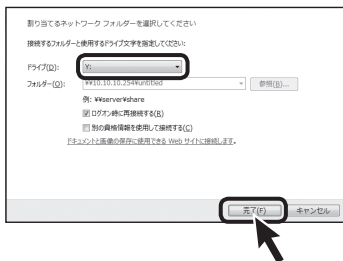 割り当てるネットワーク フォルダーを選択してください
接続するフォルダーと使用するドライブ文字を指定してください:
ドライブ(D): Y:
フォルダー(O): ¥¥10.10.10.254¥untitled 参照(B)...
例: ¥¥server¥share
ログオン時に再接続する(R)
別の資格情報を使用して接続する(C)
ドキュメントと画像の保存に使用できる Web サイトに接続します。
完了(F) キャンセル